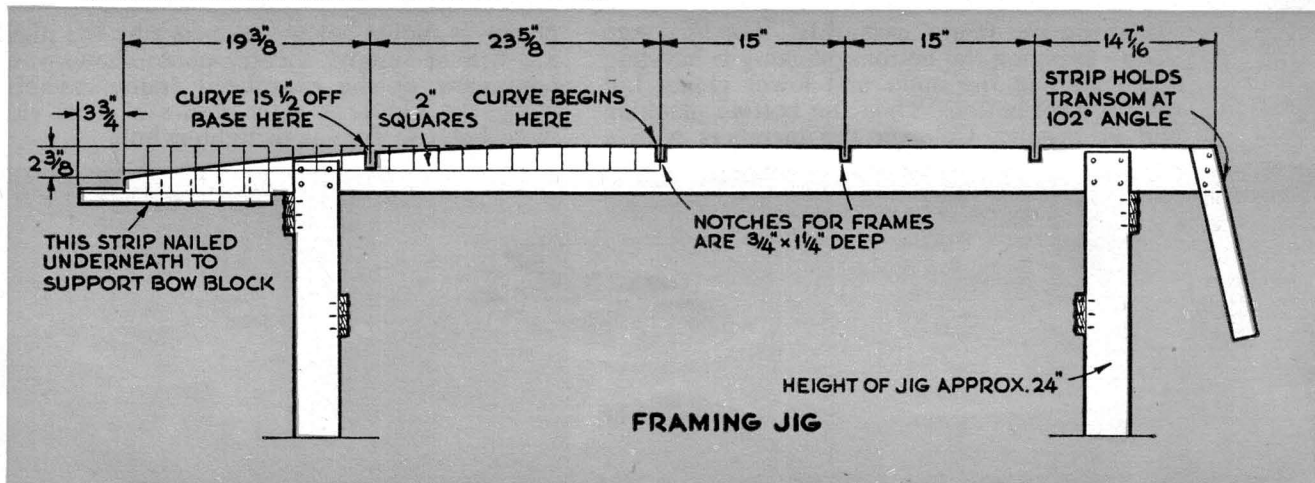 19 3/8"
23 5/8"
15"
15"
14 7/16"
3 3/4"
CURVE IS 1/2" OFF
BASE HERE
2"
SQUARES
CURVE BEGINS
HERE
STRIP HOLDS
TRANSOM AT
102° ANGLE
2 3/8"
THIS STRIP NAILED
UNDERNEATH TO
SUPPORT BOW BLOCK
NOTCHES FOR FRAMES
ARE 3/4" x 1 1/4" DEEP
HEIGHT OF JIG APPROX. 24"
FRAMING JIG